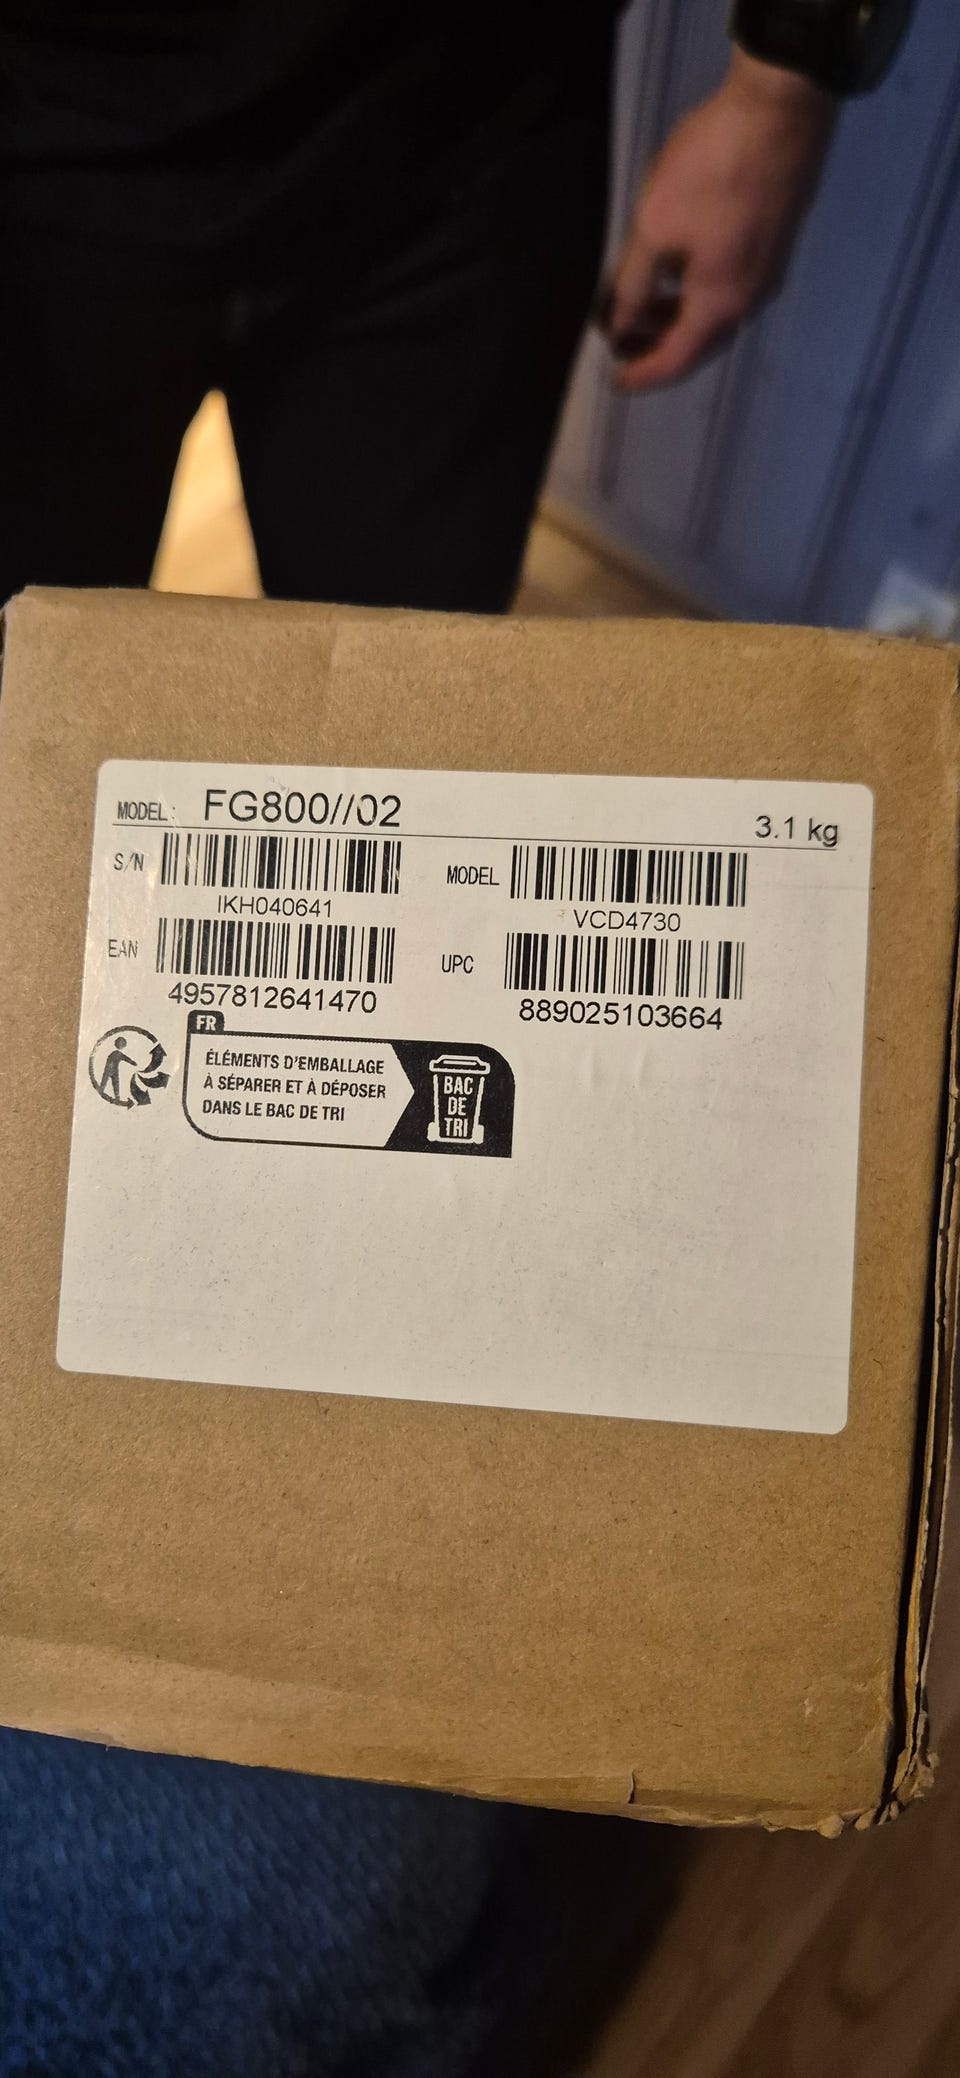 MODEL: FG800//02
3.1 kg
S/N
IKH040641
MODEL
VCD4730
EAN
4957812641470
UPC
889025103664
FR
ÉLÉMENTS D'EMBALLAGE
À SÉPARER ET À DÉPOSER
DANS LE BAC DE TRI
BAC
DE
TRI